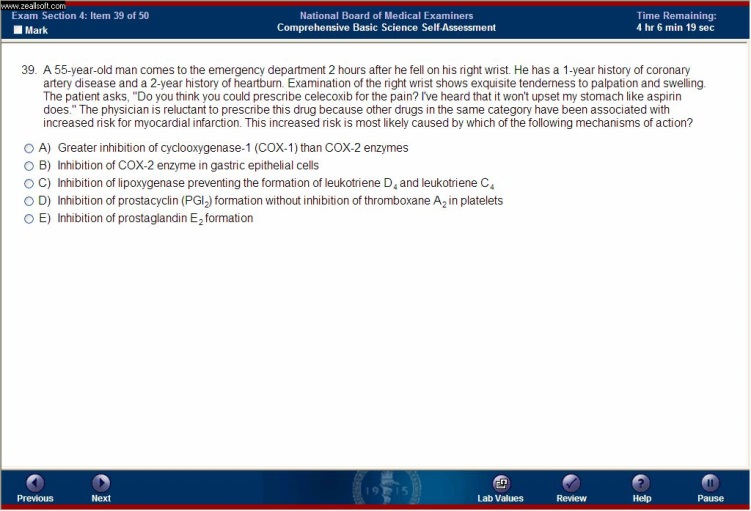 www.zeallsoft.com
Exam Section 4: Item 39 of 50
National Board of Medical Examiners
Time Remaining:
Mark
Comprehensive Basic Science Self-Assessment
4 hr 6 min 19 sec
39. A 55-year-old man comes to the emergency department 2 hours after he fell on his right wrist. He has a 1-year history of coronary
artery disease and a 2-year history of heartburn. Examination of the right wrist shows exquisite tenderness to palpation and swelling.
The patient asks, "Do you think you could prescribe celecoxib for the pain? I've heard that it won't upset my stomach like aspirin
does." The physician is reluctant to prescribe this drug because other drugs in the same category have been associated with
increased risk for myocardial infarction. This increased risk is most likely caused by which of the following mechanisms of action?
A) Greater inhibition of cyclooxygenase-1 (COX-1) than COX-2 enzymes
B) Inhibition of COX-2 enzyme in gastric epithelial cells
C) Inhibition of lipoxygenase preventing the formation of leukotriene D4 and leukotriene C4
D) Inhibition of prostacyclin (PGI2) formation without inhibition of thromboxane A2 in platelets
E) Inhibition of prostaglandin E2 formation
1915
Previous
Next
Lab Values
Review
Help
Pause